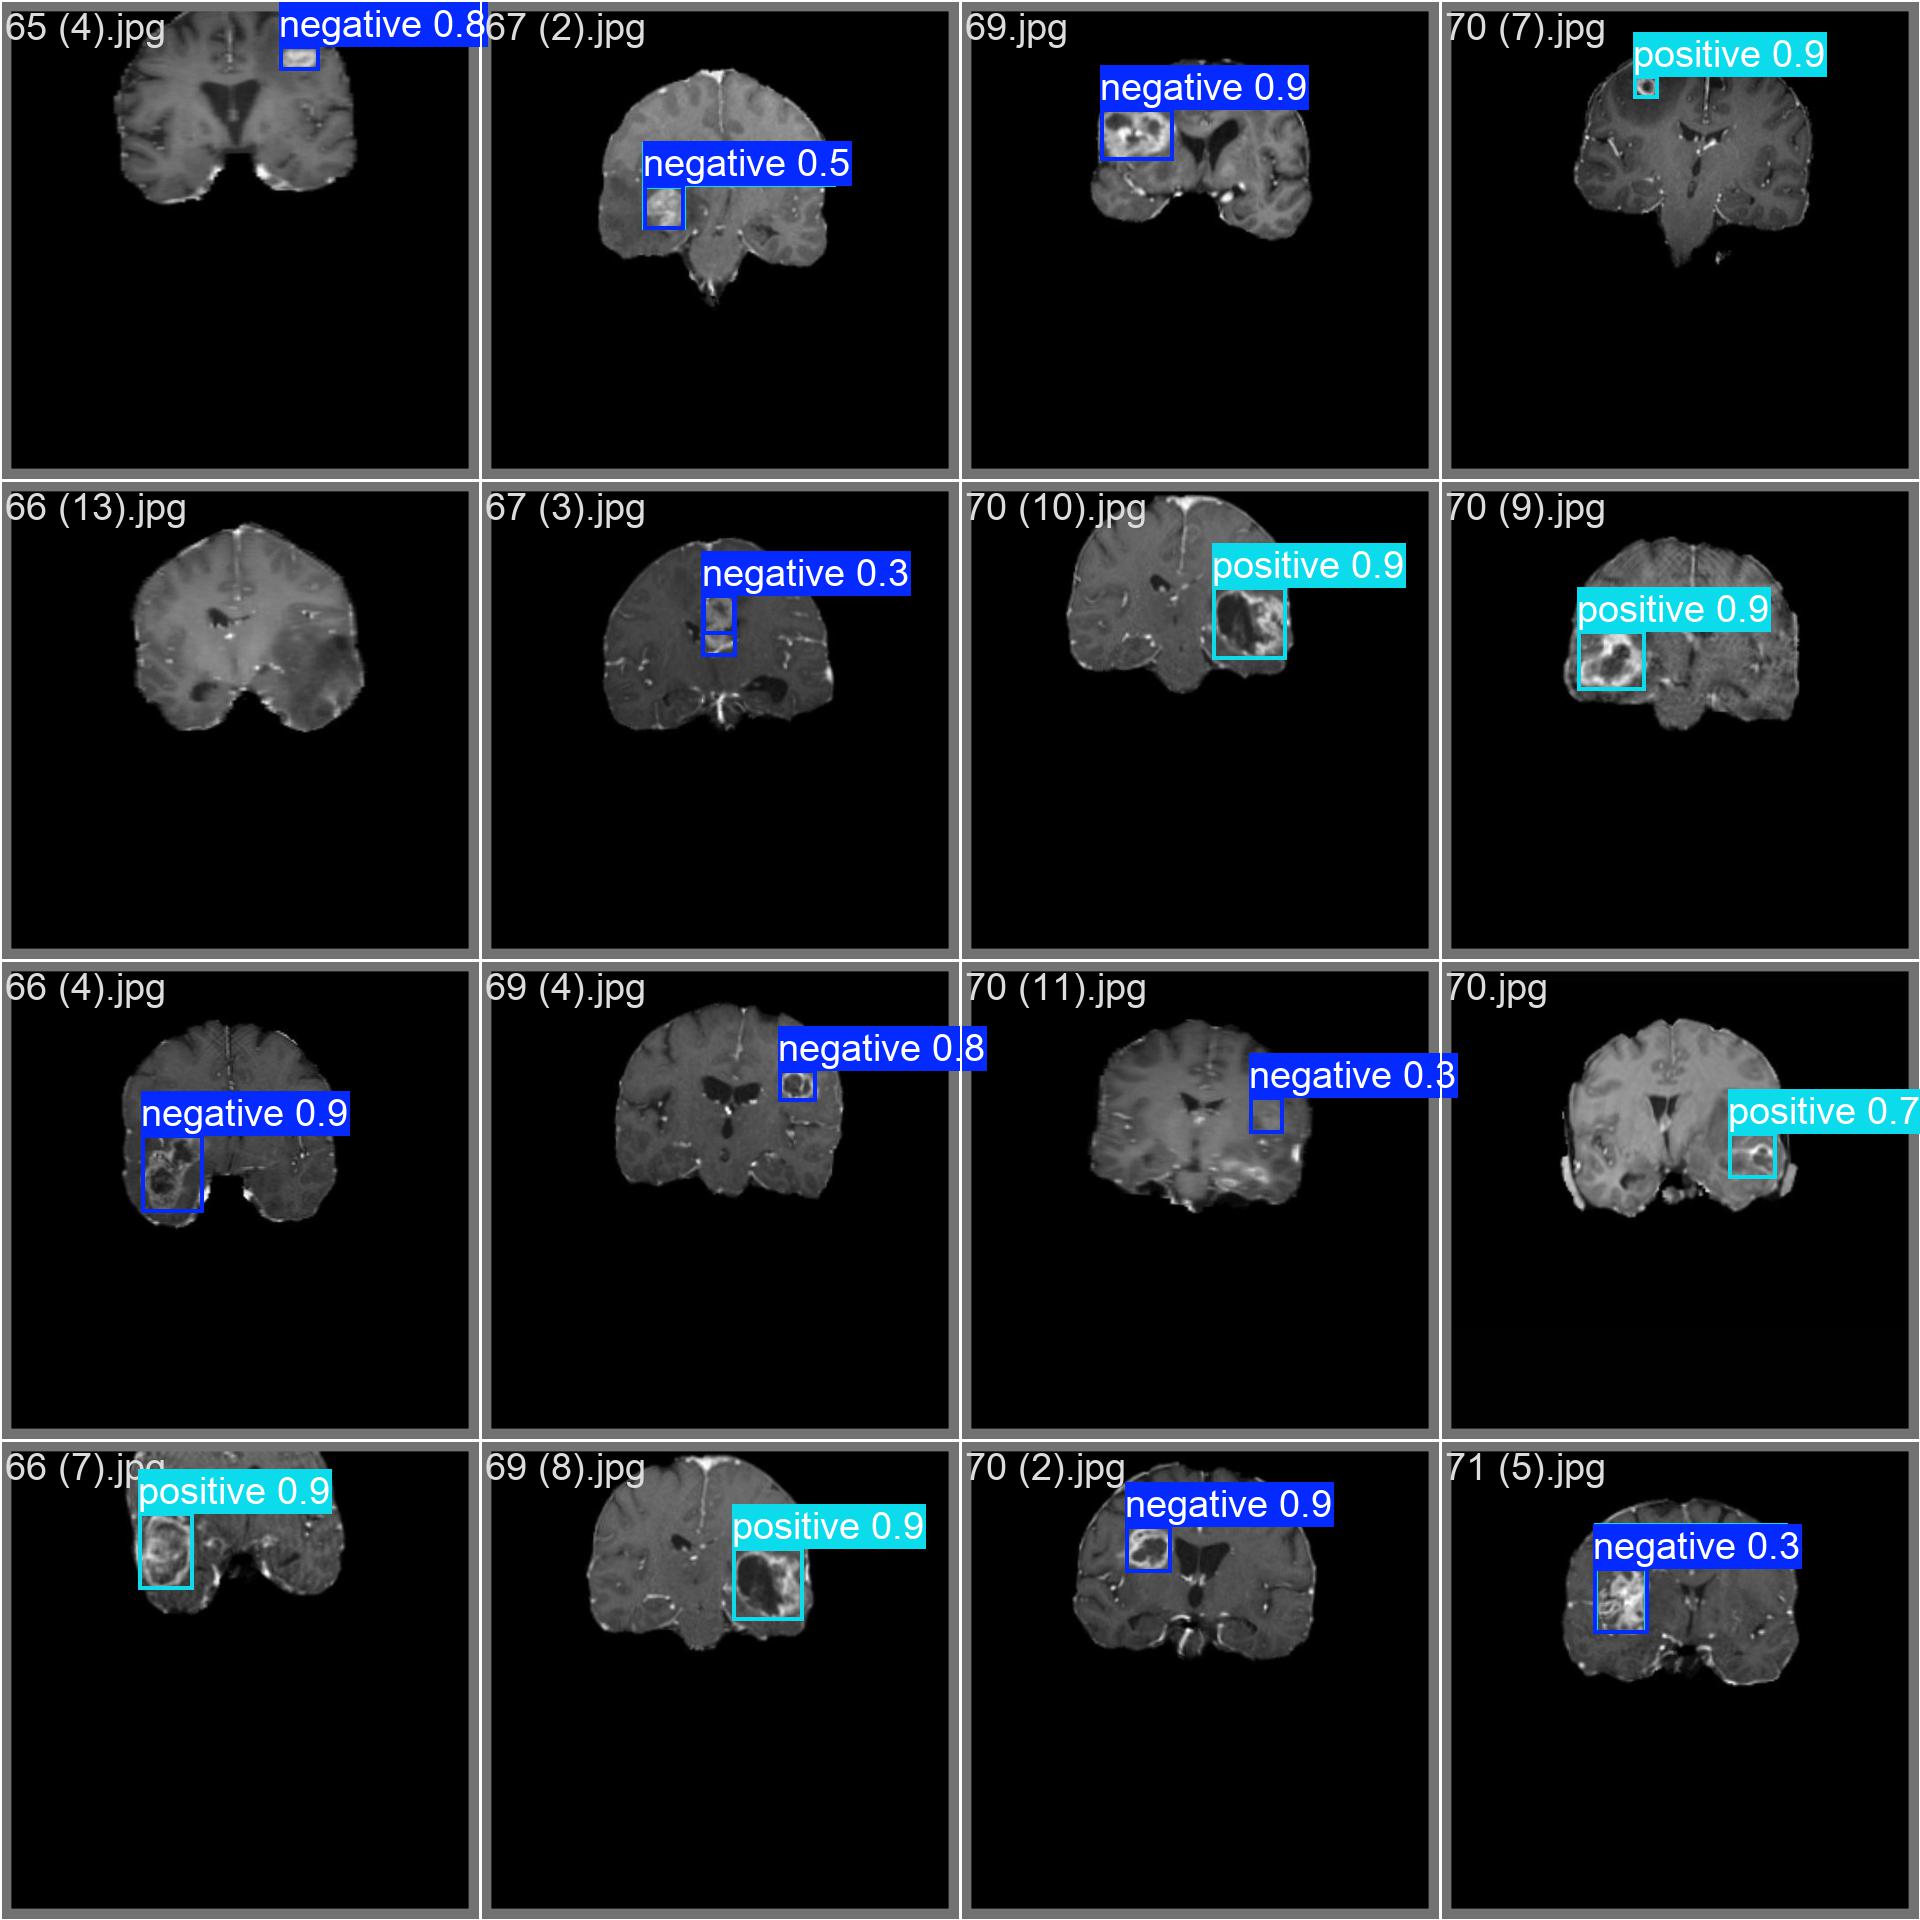 65 (4).jpg
negative 0.8
67 (2).jpg
negative 0.5
69.jpg
negative 0.9
70 (7).jpg
positive 0.9
66 (13).jpg
67 (3).jpg
negative 0.3
70 (10).jpg
positive 0.9
70 (9).jpg
positive 0.9
66 (4).jpg
negative 0.9
69 (4).jpg
negative 0.8
70 (11).jpg
negative 0.3
70.jpg
positive 0.7
66 (7).jpg
positive 0.9
69 (8).jpg
positive 0.9
70 (2).jpg
negative 0.9
71 (5).jpg
negative 0.3